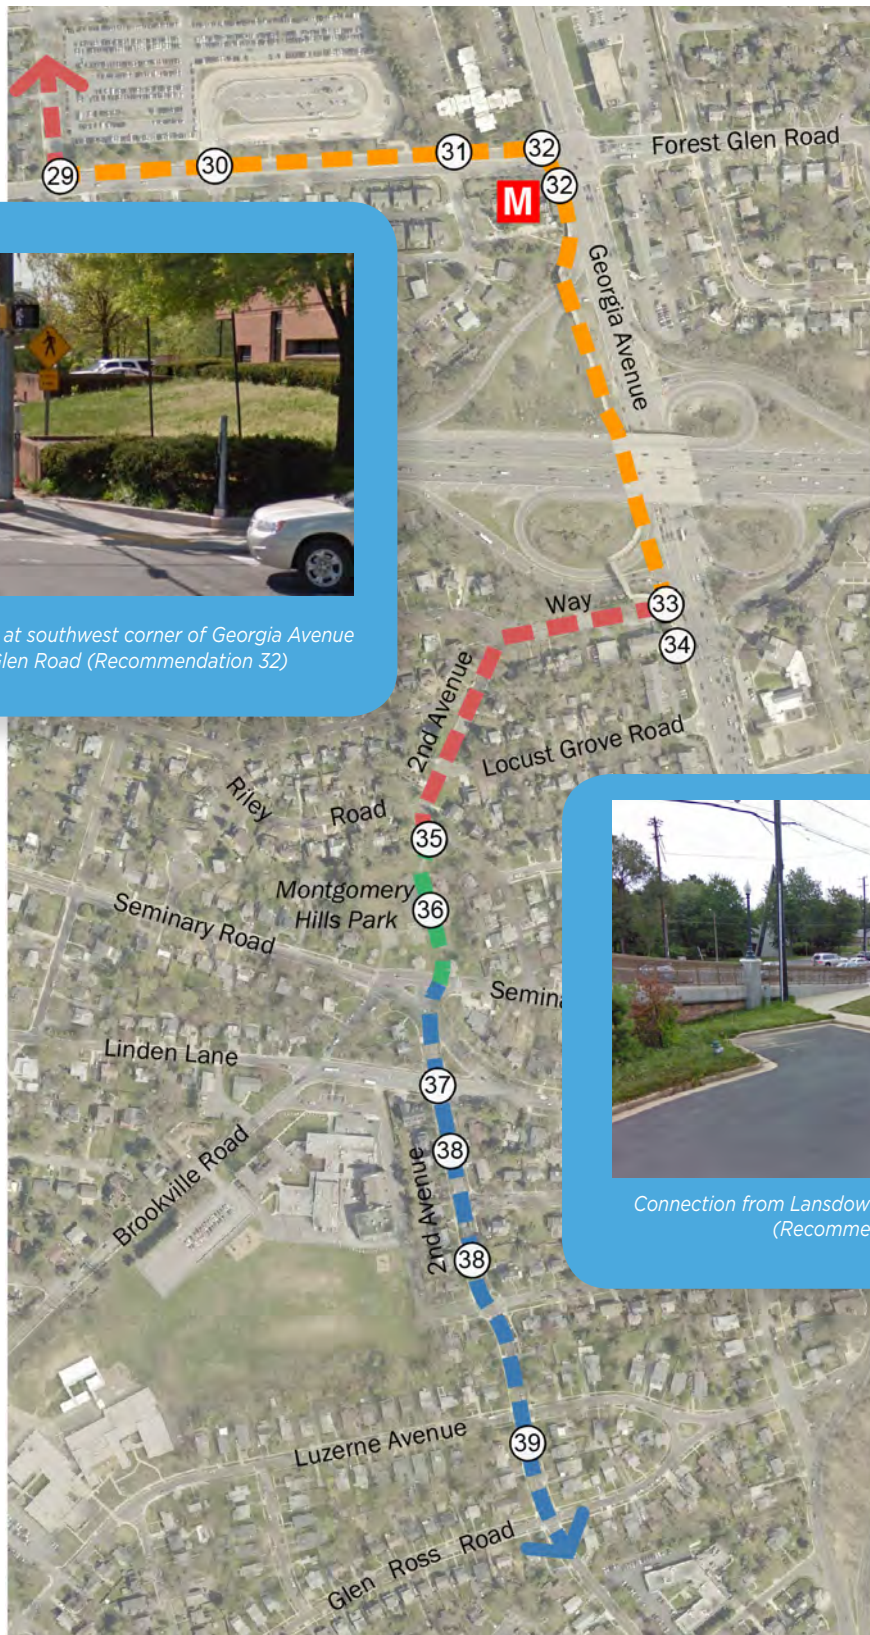 29
30
31
32
Forest Glen Road
32
M
Georgia Avenue
at southwest corner of Georgia Avenue
Glen Road (Recommendation 32)
Way
33
34
2nd Avenue
Locust Grove Road
Riley
Road
35
Montgomery
Hills Park
36
Seminary Road
Semina
Linden Lane
37
38
Brookville Road
2nd Avenue
38
Connection from Lansdow
(Recomme
Luzerne Avenue
39
Glen Ross Road